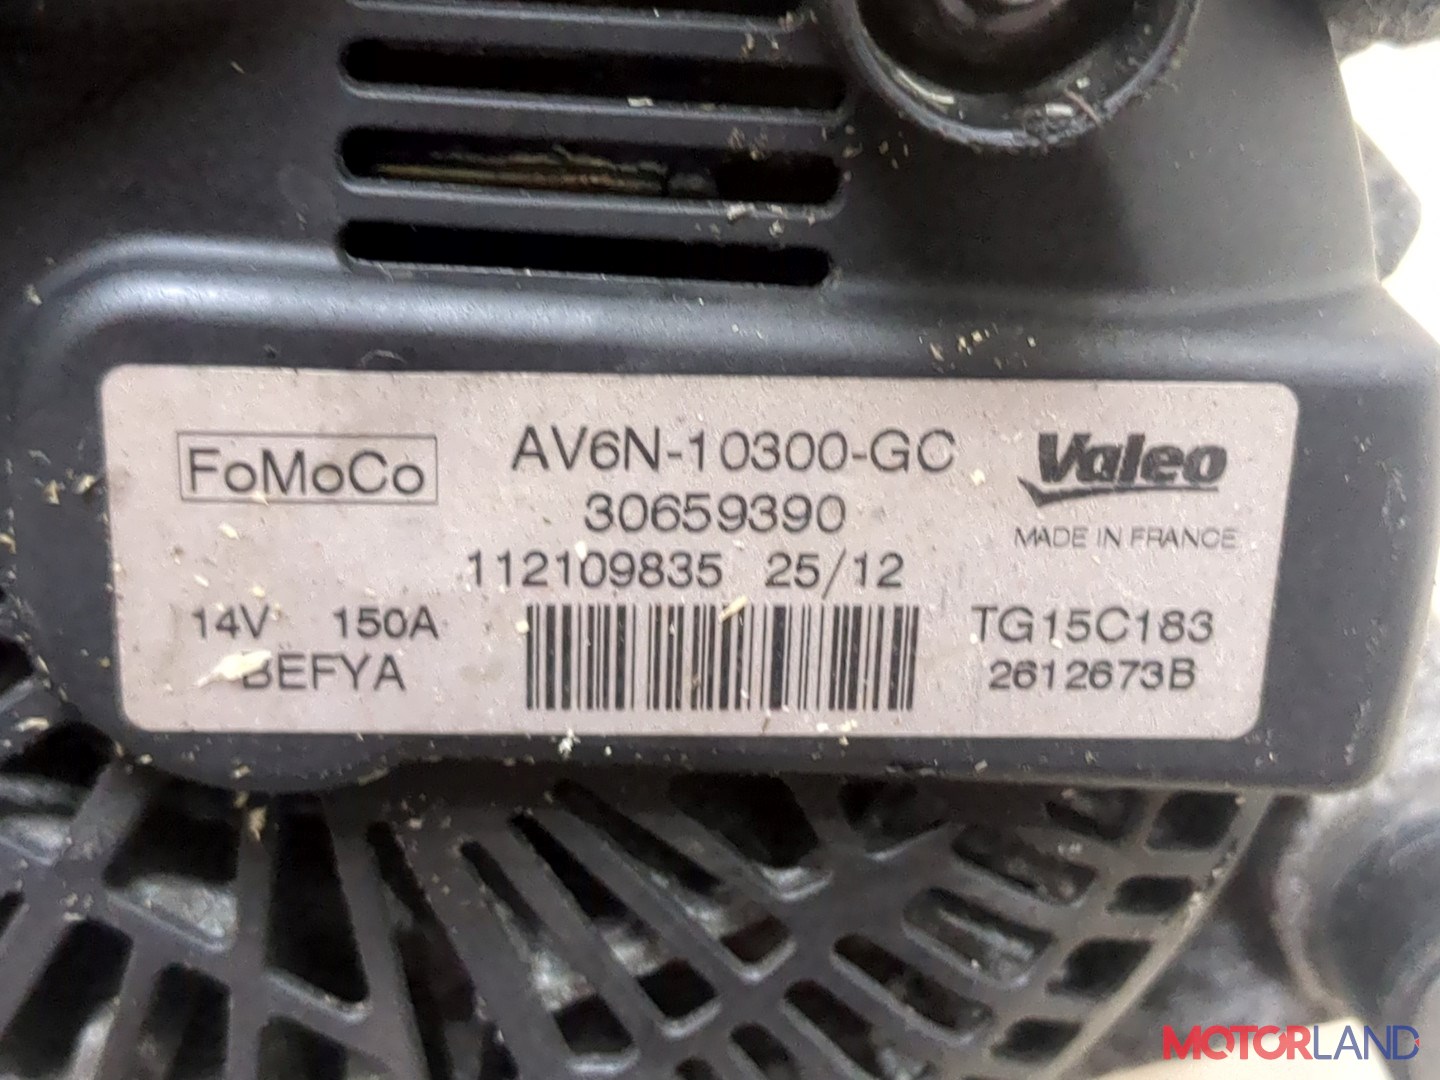 FoMoCo AV6N-10300-GC Valeo
30659390
MADE IN FRANCE
112109835 25/12
14V 150A TG15C183
BEFYA 2612673B
MOTORLAND